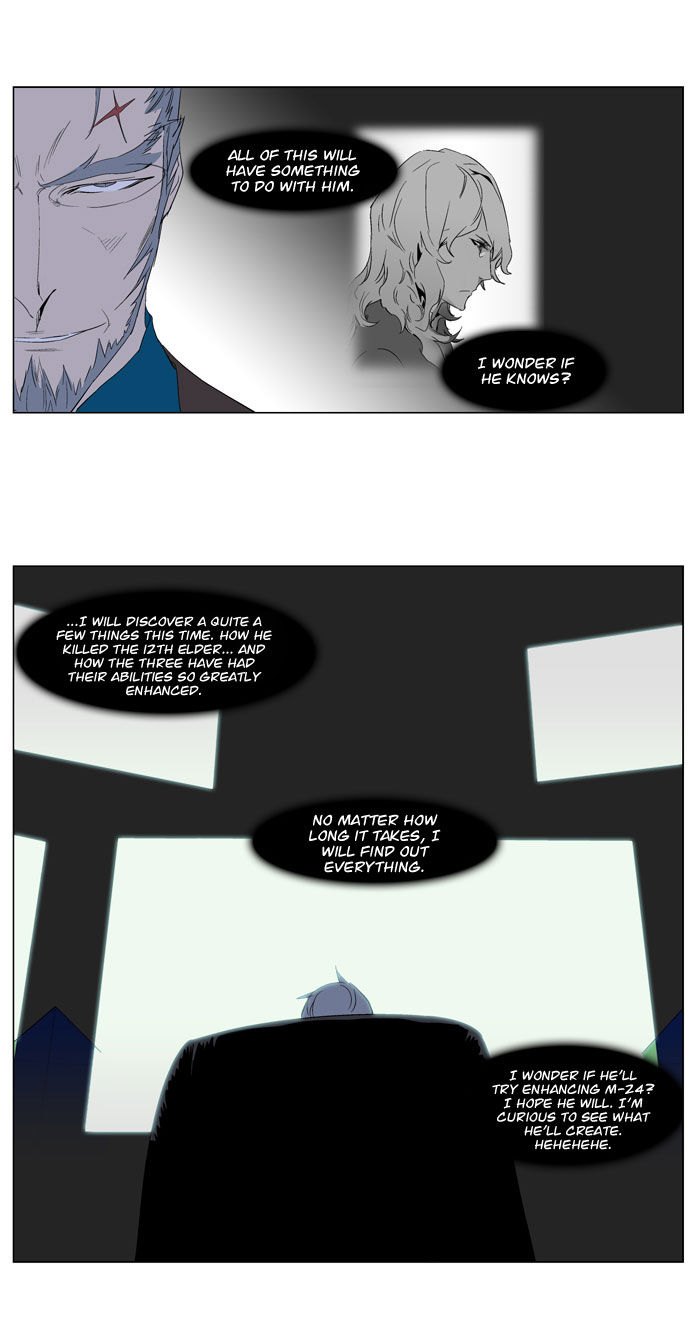 ALL OF THIS WILL
HAVE SOMETHING
TO DO WITH HIM.
I WONDER IF
HE KNOWS?
...I WILL DISCOVER A QUITE A
FEW THINGS THIS TIME. HOW HE
KILLED THE 12TH ELDER... AND
HOW THE THREE HAVE HAD
THEIR ABILITIES SO GREATLY
ENHANCED.
NO MATTER HOW
LONG IT TAKES, I
WILL FIND OUT
EVERYTHING.
I WONDER IF HE'LL
TRY ENHANCING M-24?
I HOPE HE WILL. I'M
CURIOUS TO SEE WHAT
HE'LL CREATE.
HEHEHEHE.